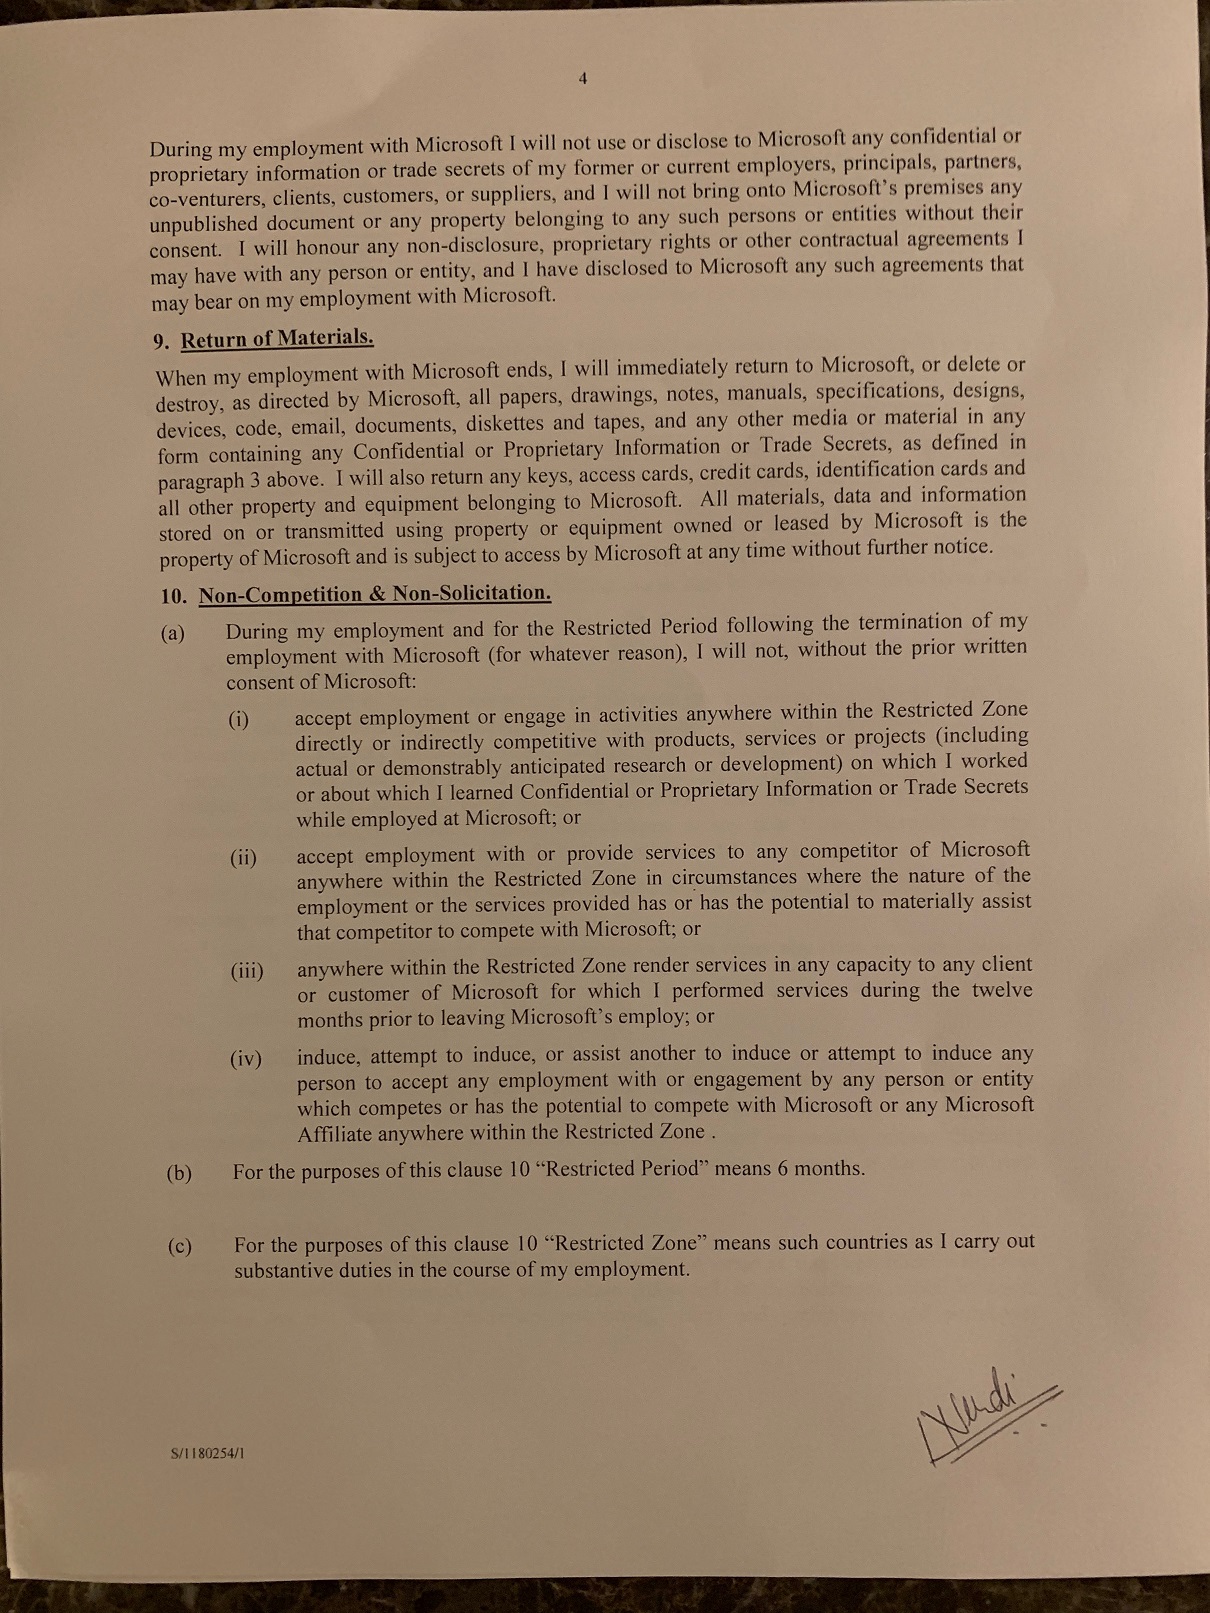 4
During my employment with Microsoft I will not use or disclose to Microsoft any confidential or
proprietary information or trade secrets of my former or current employers, principals, partners,
co-venturers, clients, customers, or suppliers, and I will not bring onto Microsoft's premises any
unpublished document or any property belonging to any such persons or entities without their
consent. I will honour any non-disclosure, proprietary rights or other contractual agreements I
may have with any person or entity, and I have disclosed to Microsoft any such agreements that
may bear on my employment with Microsoft.
9. Return of Materials.
When my employment with Microsoft ends, I will immediately return to Microsoft, or delete or
destroy, as directed by Microsoft, all papers, drawings, notes, manuals, specifications, designs,
devices, code, email, documents, diskettes and tapes, and any other media or material in any
form containing any Confidential or Proprietary Information or Trade Secrets, as defined in
paragraph 3 above. I will also return any keys, access cards, credit cards, identification cards and
all other property and equipment belonging to Microsoft. All materials, data and information
stored on or transmitted using property or equipment owned or leased by Microsoft is the
property of Microsoft and is subject to access by Microsoft at any time without further notice.
10. Non-Competition & Non-Solicitation.
(a) During my employment and for the Restricted Period following the termination of my
employment with Microsoft (for whatever reason), I will not, without the prior written
consent of Microsoft:
(i) accept employment or engage in activities anywhere within the Restricted Zone
directly or indirectly competitive with products, services or projects (including
actual or demonstrably anticipated research or development) on which I worked
or about which I learned Confidential or Proprietary Information or Trade Secrets
while employed at Microsoft; or
(ii) accept employment with or provide services to any competitor of Microsoft
anywhere within the Restricted Zone in circumstances where the nature of the
employment or the services provided has or has the potential to materially assist
that competitor to compete with Microsoft; or
(iii) anywhere within the Restricted Zone render services in any capacity to any client
or customer of Microsoft for which I performed services during the twelve
months prior to leaving Microsoft's employ; or
(iv) induce, attempt to induce, or assist another to induce or attempt to induce any
person to accept any employment with or engagement by any person or entity
which competes or has the potential to compete with Microsoft or any Microsoft
Affiliate anywhere within the Restricted Zone .
(b) For the purposes of this clause 10 “Restricted Period” means 6 months.
(c) For the purposes of this clause 10 “Restricted Zone” means such countries as I carry out
substantive duties in the course of my employment.
S/1180254/1